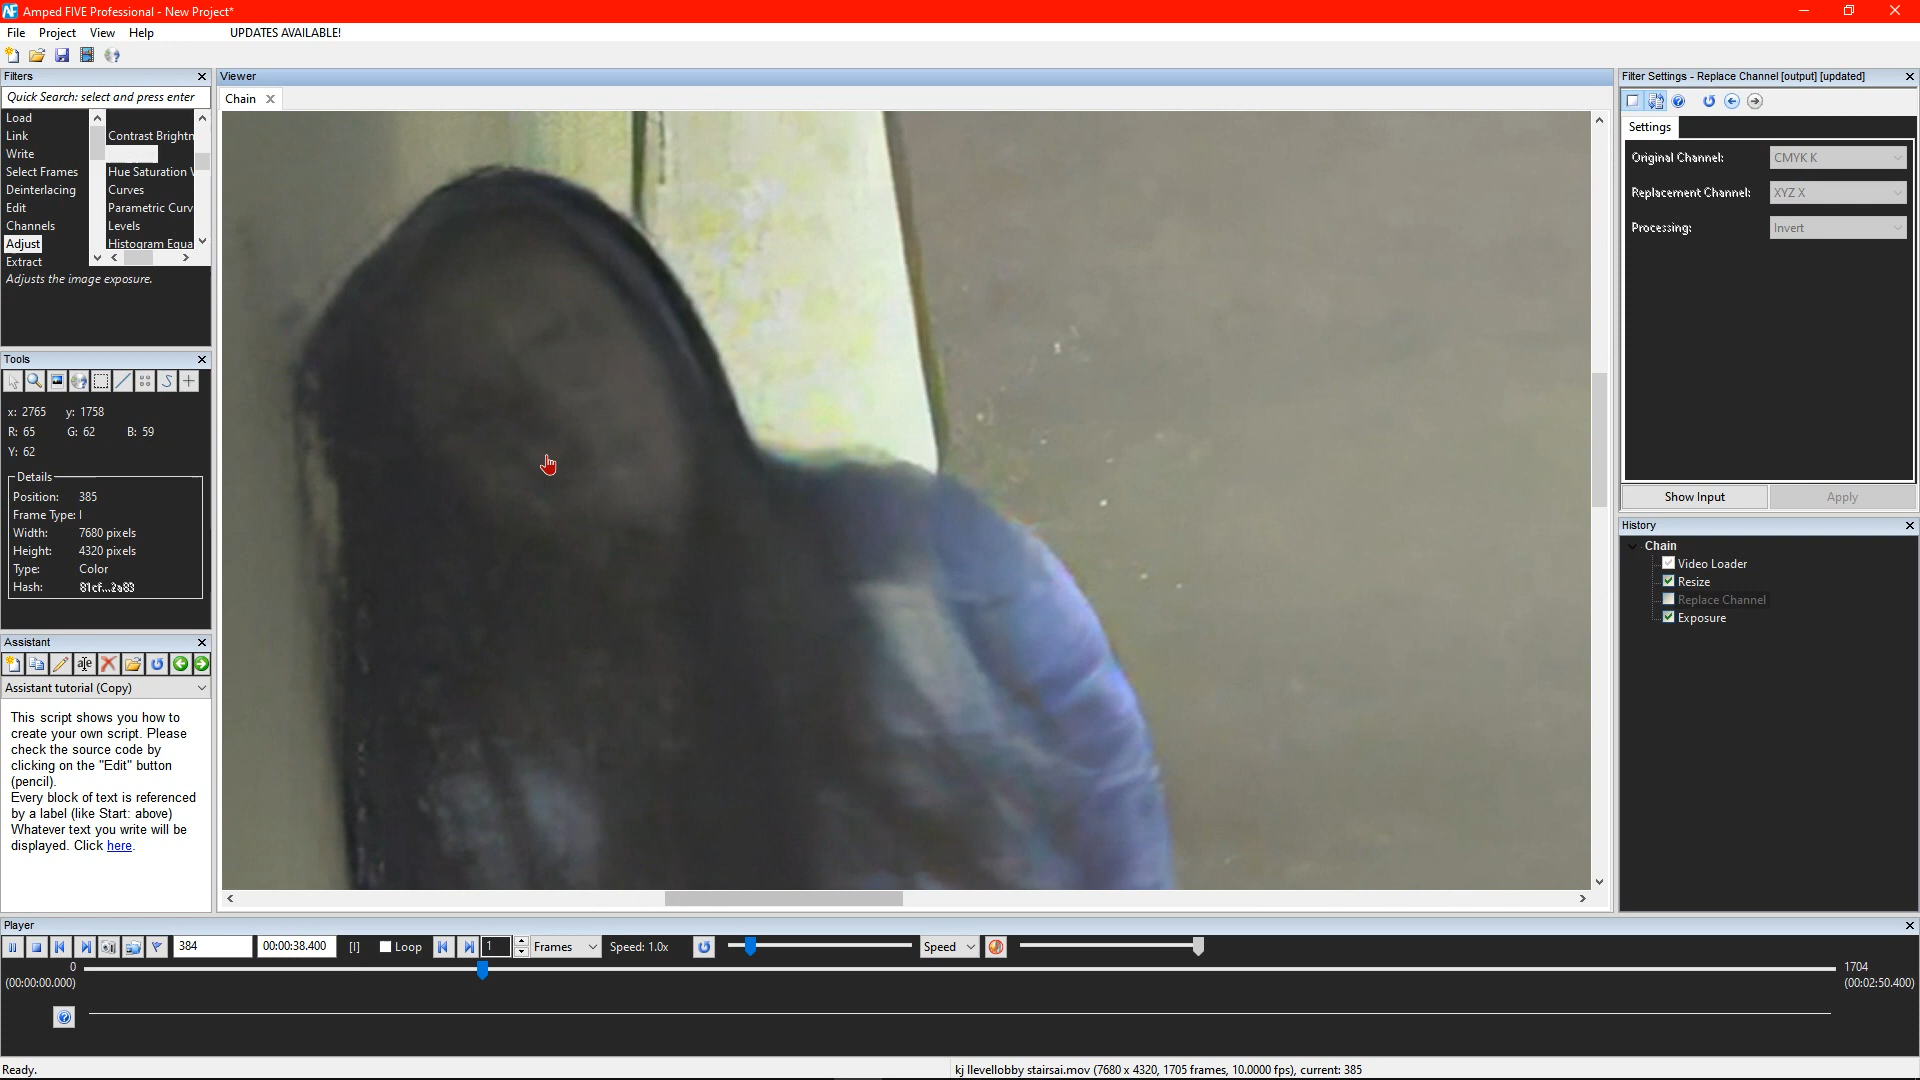 Amped FIVE Professional - New Project*
File Project View Help UPDATES AVAILABLE!
Filters
Quick Search: select and press enter
Load
Link
Write
Select Frames
Deinterlacing
Edit
Channels
Adjust
Extract
Contrast Brightn
Hue Saturation V
Curves
Parametric Curv
Levels
Histogram Equa
Adjusts the image exposure.
Tools
x: 2765 y: 1758
R: 65 G: 62 B: 59
Y: 62
Details
Position: 385
Frame Type: I
Width: 7680 pixels
Height: 4320 pixels
Type: Color
Hash: 81cf...2a83
Assistant
Assistant tutorial (Copy)
This script shows you how to
create your own script. Please
check the source code by
clicking on the "Edit" button
(pencil).
Every block of text is referenced
by a label (like Start: above)
Whatever text you write will be
displayed. Click here.
Viewer
Chain
Filter Settings - Replace Channel [output] [updated]
Settings
Original Channel: CMYK K
Replacement Channel: XYZ X
Processing: Invert
Show Input Apply
History
Chain
Video Loader
Resize
Replace Channel
Exposure
Player
384 00:00:38.400 [I] Loop 1 Frames Speed: 1.0x Speed
0 1704
(00:00:00.000) (00:02:50.400)
Ready. kj llevellobby stairsai.mov (7680 x 4320, 1705 frames, 10.0000 fps), current: 385